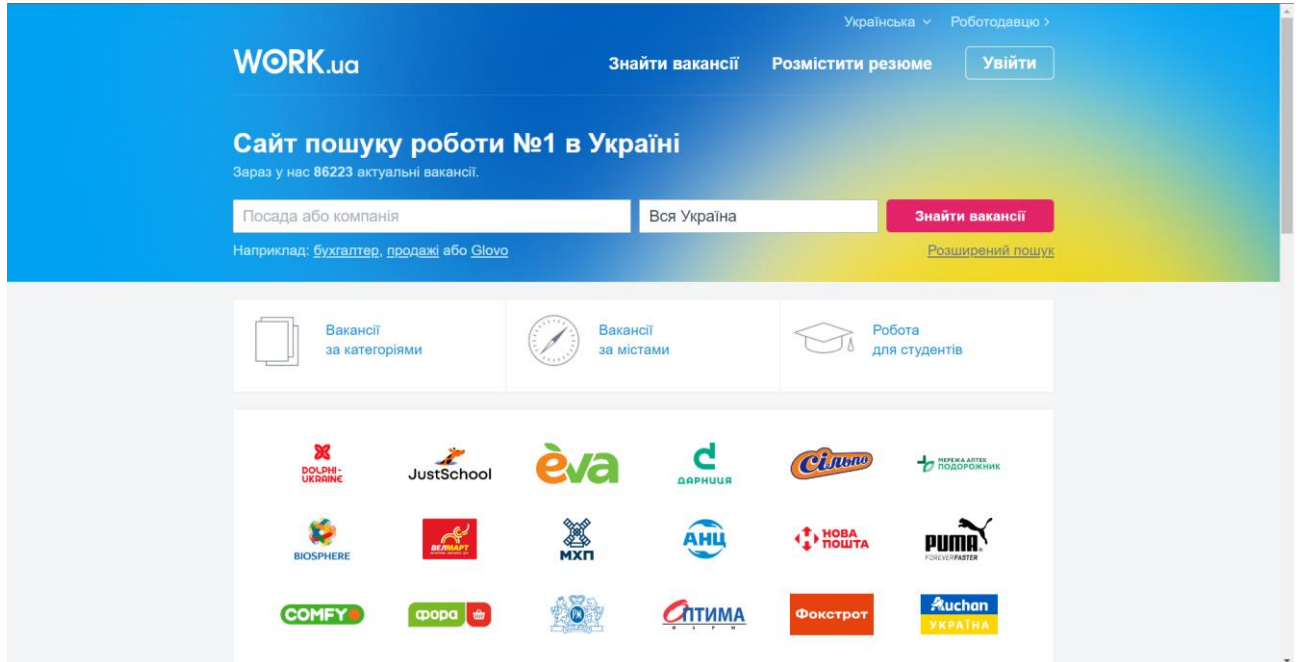 Українська Роботодавцю >
WORK.ua Знайти вакансії Розмістити резюме Увійти
Сайт пошуку роботи №1 в Україні
Зараз у нас 86223 актуальні вакансії.
Посада або компанія Вся Україна Знайти вакансії
Наприклад: бухгалтер, продажі або Glovo Розширений пошук
Вакансії
за категоріями
Вакансії
за містами
Робота
для студентів
DOLPHI-
UKRAINE
JustSchool
èva
ДАРНИЦЯ
Сільпо
МЕРЕЖА АПТЕК
ПОДОРОЖНИК
BIOSPHERE
ВЕЛМАРТ
МХП
АНЦ
НОВА
ПОШТА
PUMA
FOREVER FASTER
COMFY
фора
PM
ОПТИМА
Фокстрот
Auchan
УКРАЇНА